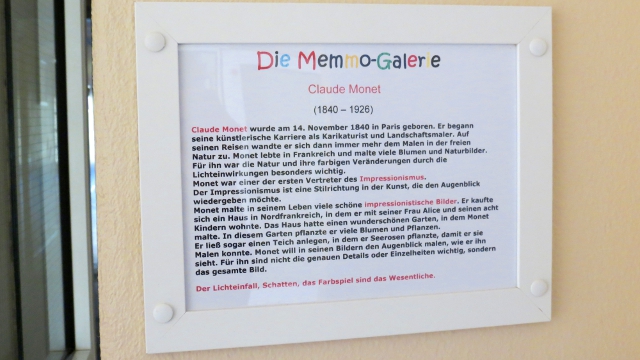 Die Memmo-Galerie
Claude Monet
(1840 – 1926)
Claude Monet wurde am 14. November 1840 in Paris geboren. Er begann
seine künstlerische Karriere als Karikaturist und Landschaftsmaler. Auf
seinen Reisen wandte er sich dann immer mehr dem Malen in der freien
Natur zu. Monet lebte in Frankreich und malte viele Blumen und Naturbilder.
Für ihn war die Natur und ihre farbigen Veränderungen durch die
Lichteinwirkungen besonders wichtig.
Monet war einer der ersten Vertreter des Impressionismus.
Der Impressionismus ist eine Stilrichtung in der Kunst, die den Augenblick
wiedergeben möchte.
Monet malte in seinem Leben viele schöne impressionistische Bilder. Er kaufte
sich ein Haus in Nordfrankreich, in dem er mit seiner Frau Alice und seinen acht
Kindern wohnte. Das Haus hatte einen wunderschönen Garten, in dem Monet
malte. In diesem Garten pflanzte er viele Blumen und Pflanzen.
Er ließ sogar einen Teich anlegen, in dem er Seerosen pflanzte, damit er sie
Malen konnte. Monet will in seinen Bildern den Augenblick malen, wie er ihn
sieht. Für ihn sind nicht die genauen Details oder Einzelheiten wichtig, sondern
das gesamte Bild.
Der Lichteinfall, Schatten, das Farbspiel sind das Wesentliche.